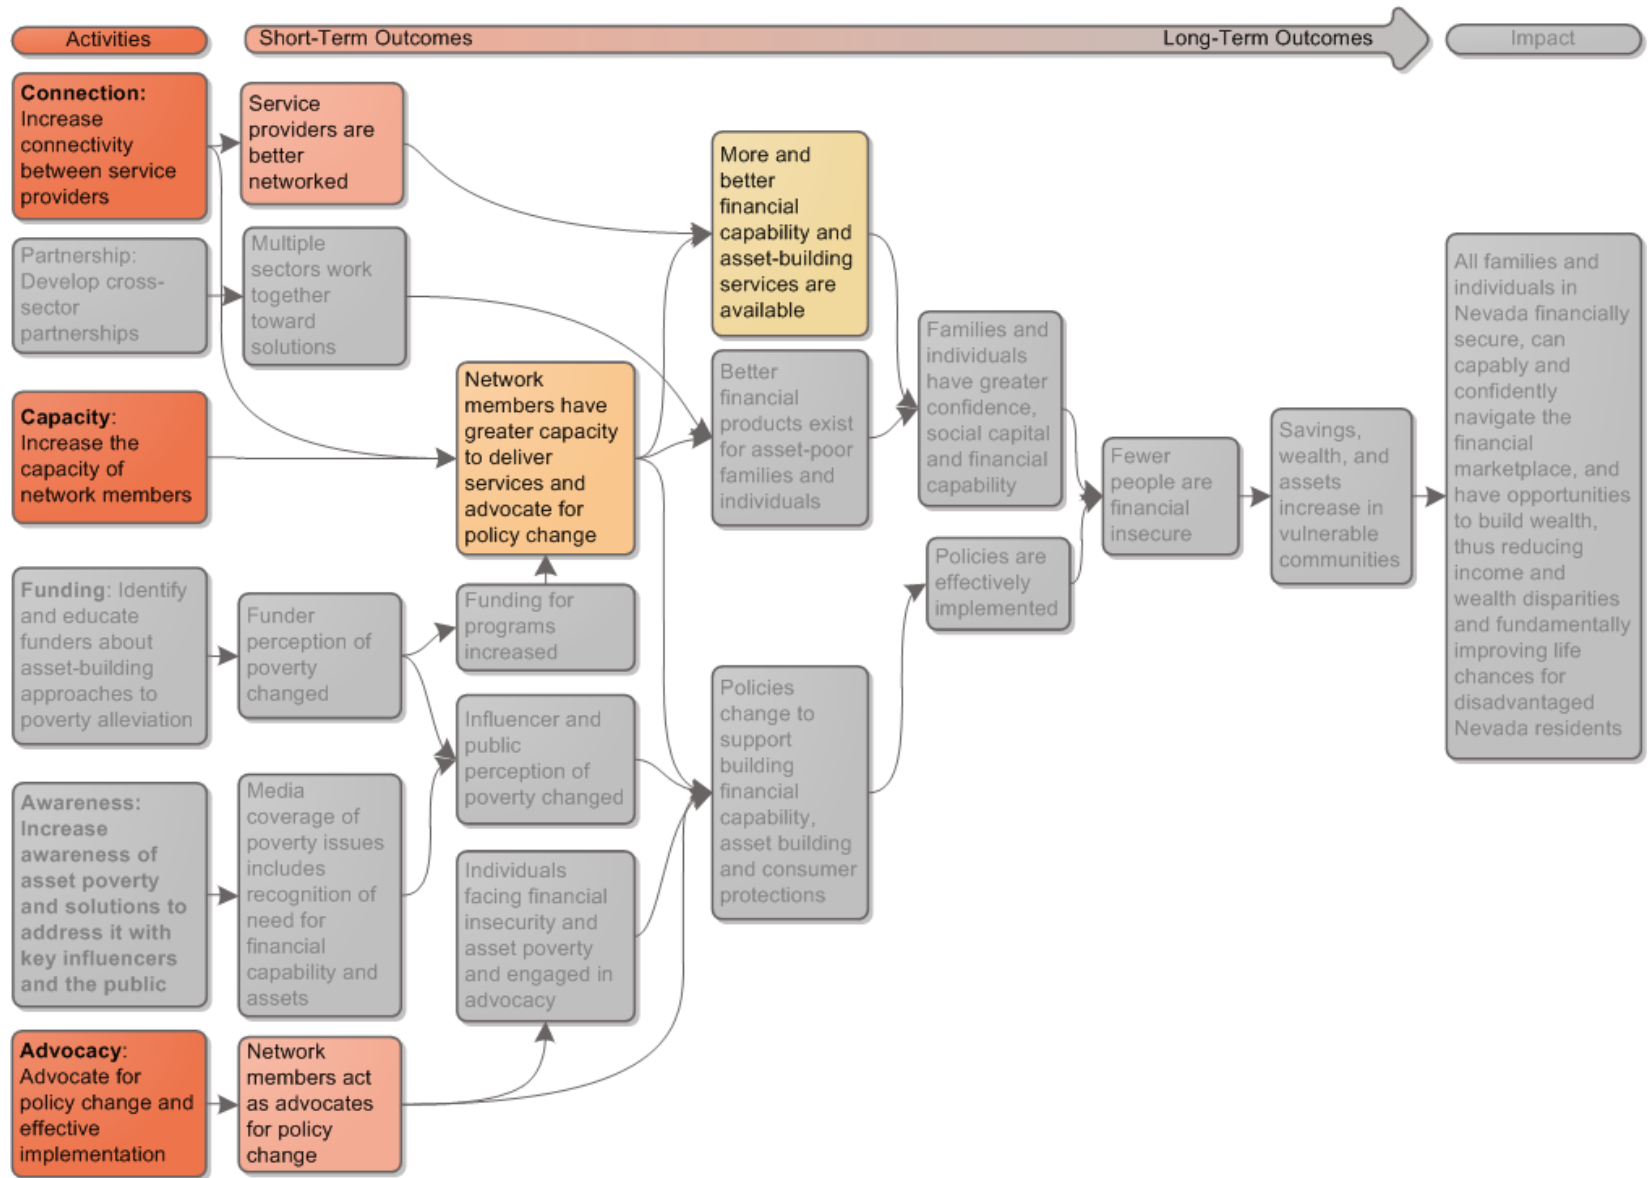 Activities
Short-Term Outcomes
Long-Term Outcomes
Impact
Connection:
Increase
connectivity
between service
providers
Service
providers are
better
networked
More and
better
financial
capability and
asset-building
services are
available
Partnership:
Develop cross-
sector
partnerships
Multiple
sectors work
together
toward
solutions
Capacity:
Increase the
capacity of
network members
Network
members have
greater capacity
to deliver
services and
advocate for
policy change
Better
financial
products exist
for asset-poor
families and
individuals
Families and
individuals
have greater
confidence,
social capital
and financial
capability
Fewer
people are
financial
insecure
Savings,
wealth, and
assets
increase in
vulnerable
communities
All families and
individuals in
Nevada financially
secure, can
capably and
confidently
navigate the
financial
marketplace, and
have opportunities
to build wealth,
thus reducing
income and
wealth disparities
and fundamentally
improving life
chances for
disadvantaged
Nevada residents
Policies are
effectively
implemented
Funding: Identify
and educate
funders about
asset-building
approaches to
poverty alleviation
Funder
perception of
poverty
changed
Funding for
programs
increased
Influencer and
public
perception of
poverty changed
Policies
change to
support
building
financial
capability,
asset building
and consumer
protections
Awareness:
Increase
awareness of
asset poverty
and solutions to
address it with
key influencers
and the public
Media
coverage of
poverty issues
includes
recognition of
need for
financial
capability and
assets
Individuals
facing financial
insecurity and
asset poverty
and engaged in
advocacy
Advocacy:
Advocate for
policy change and
effective
implementation
Network
members act
as advocates
for policy
change